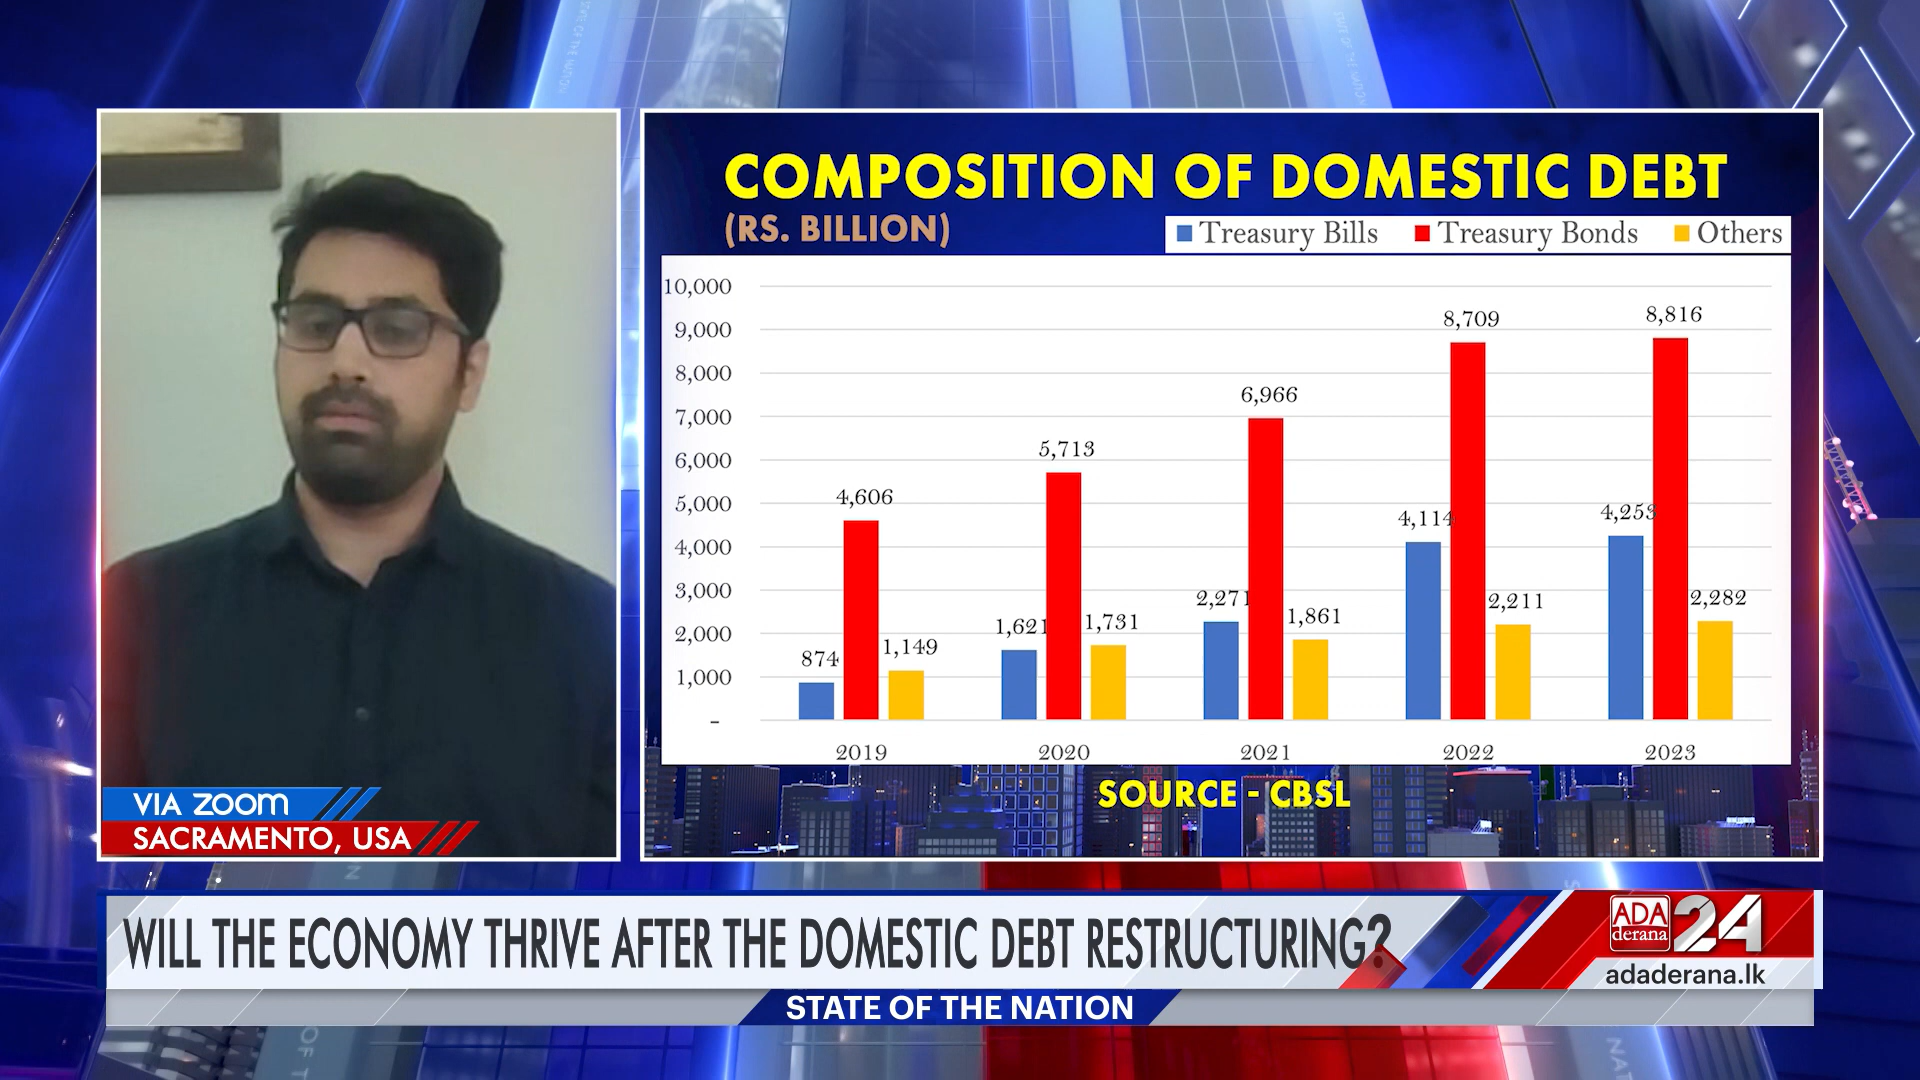 COMPOSITION OF DOMESTIC DEBT
(RS. BILLION)
Treasury Bills Treasury Bonds Others
10,000
9,000
8,000
7,000
6,000
5,000
4,000
3,000
2,000
1,000
–
874 4,606 1,149
1,621 5,713 1,731
2,271 6,966 1,861
4,114 8,709 2,211
4,253 8,816 2,282
2019 2020 2021 2022 2023
SOURCE - CBSL
VIA zoom
SACRAMENTO, USA
WILL THE ECONOMY THRIVE AFTER THE DOMESTIC DEBT RESTRUCTURING?
ADA
derana
24
adaderana.lk
STATE OF THE NATION